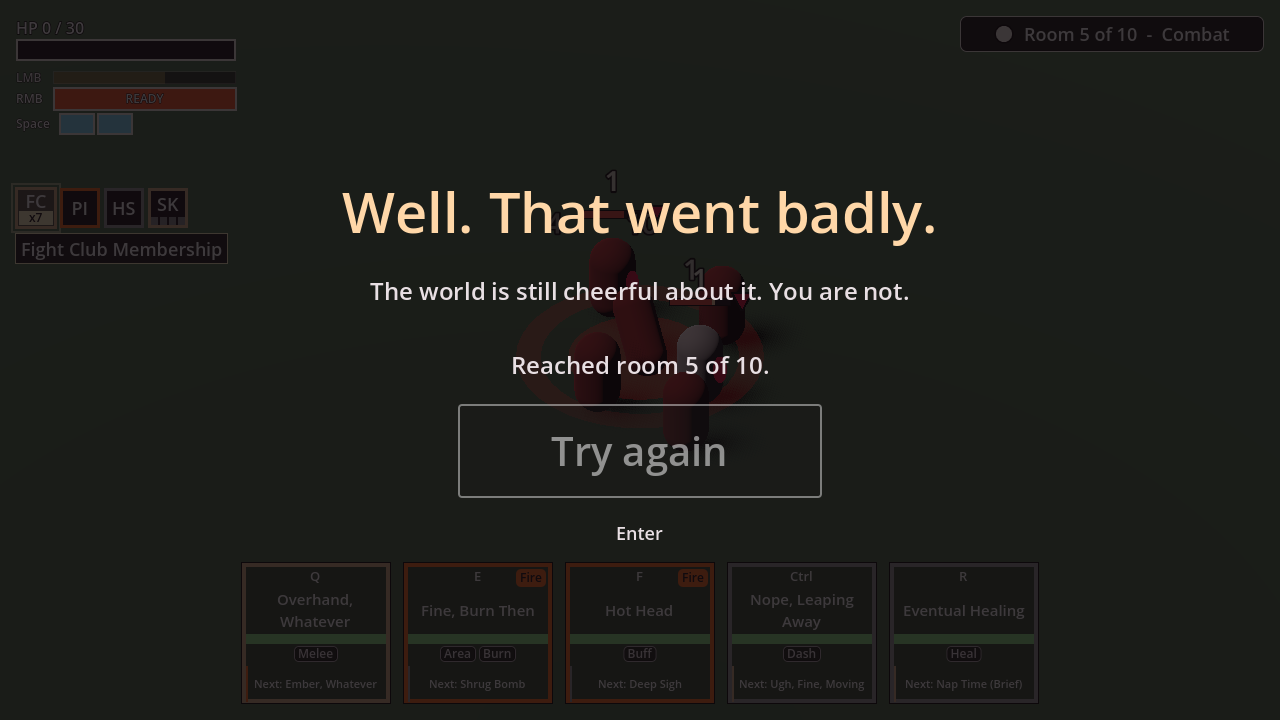 HP 0 / 30
Room 5 of 10 - Combat
LMB
RMB READY
Space
FC
x7
PI
HS
SK
Fight Club Membership
1
1
1
Well. That went badly.
The world is still cheerful about it. You are not.
Reached room 5 of 10.
Try again
Enter
Q
Overhand,
Whatever
Melee
Next: Ember, Whatever
E
Fire
Fine, Burn Then
Area Burn
Next: Shrug Bomb
F
Fire
Hot Head
Buff
Next: Deep Sigh
Ctrl
Nope, Leaping
Away
Dash
Next: Ugh, Fine, Moving
R
Eventual Healing
Heal
Next: Nap Time (Brief)